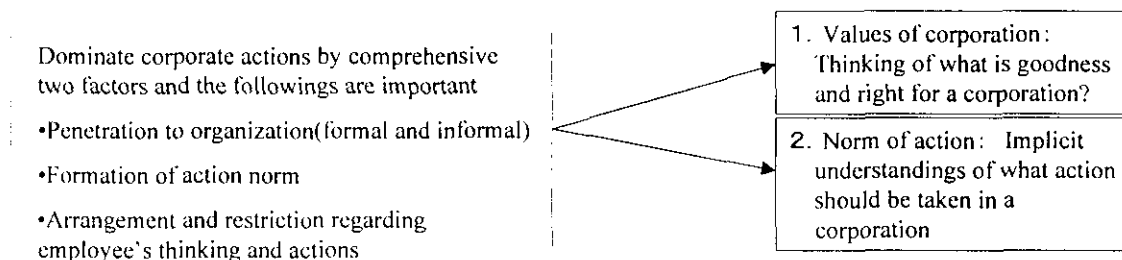 Dominate corporate actions by comprehensive
two factors and the followings are important
•Penetration to organization(formal and informal)
•Formation of action norm
•Arrangement and restriction regarding
employee's thinking and actions
1. Values of corporation:
Thinking of what is goodness
and right for a corporation?
2. Norm of action: Implicit
understandings of what action
should be taken in a
corporation